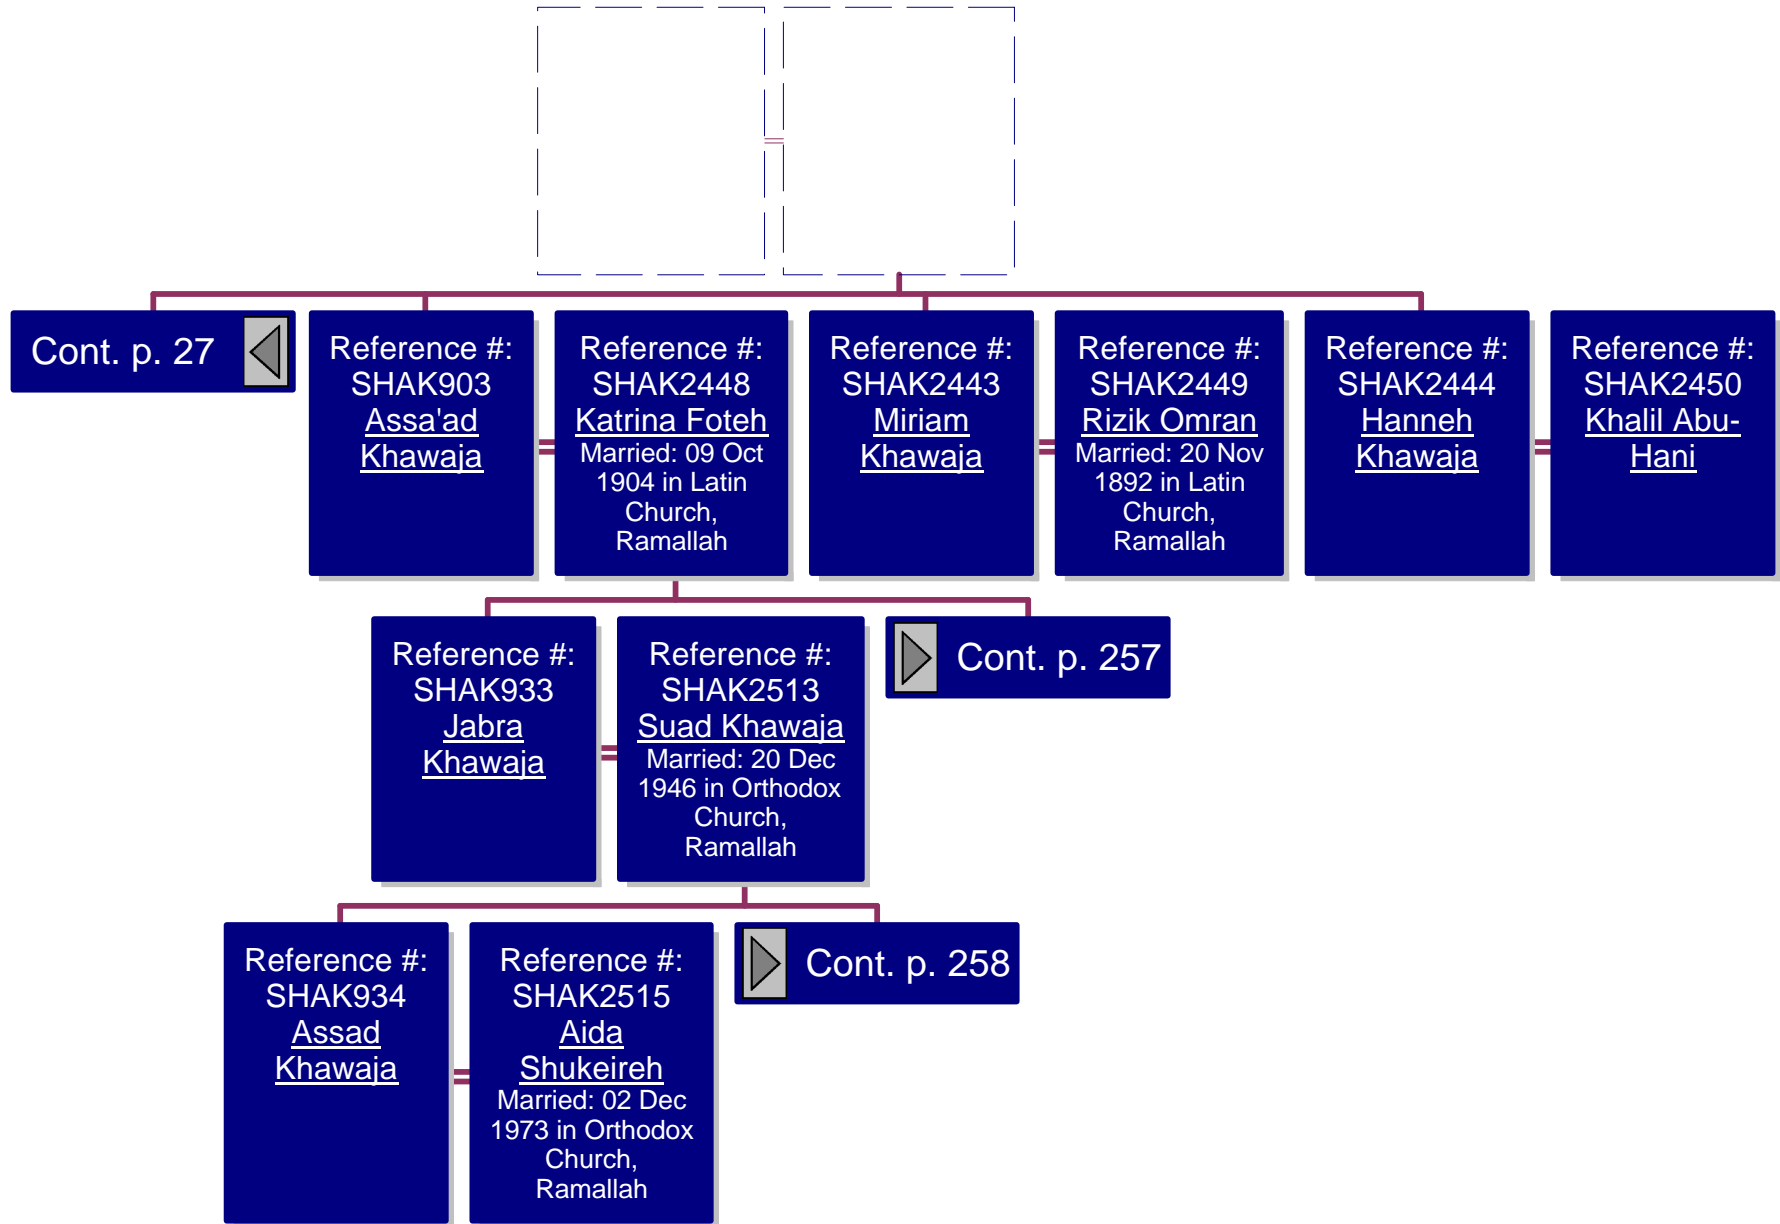 Cont. p. 27
Reference #:
SHAK903
Assa'ad
Khawaja
Reference #:
SHAK2448
Katrina Foteh
Married: 09 Oct
1904 in Latin
Church,
Ramallah
Reference #:
SHAK2443
Miriam
Khawaja
Reference #:
SHAK2449
Rizik Omran
Married: 20 Nov
1892 in Latin
Church,
Ramallah
Reference #:
SHAK2444
Hanneh
Khawaja
Reference #:
SHAK2450
Khalil Abu-
Hani
Reference #:
SHAK933
Jabra
Khawaja
Reference #:
SHAK2513
Suad Khawaja
Married: 20 Dec
1946 in Orthodox
Church,
Ramallah
Cont. p. 257
Reference #:
SHAK934
Assad
Khawaja
Reference #:
SHAK2515
Aida
Shukeireh
Married: 02 Dec
1973 in Orthodox
Church,
Ramallah
Cont. p. 258